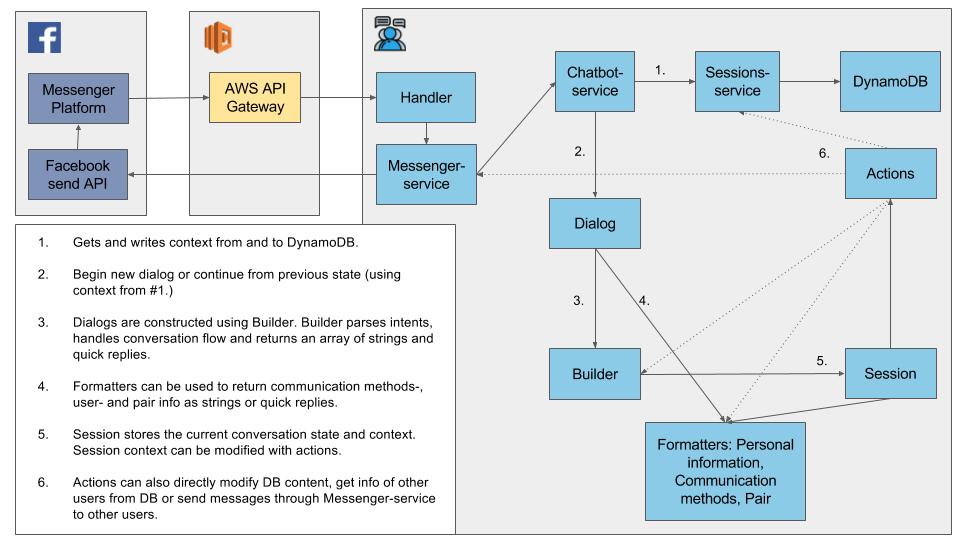 Messenger
Platform
Facebook
send API
AWS API
Gateway
Handler
Messenger-
service
Chatbot-
service
1.
Sessions-
service
DynamoDB
2.
6.
Actions
Dialog
3.
4.
Builder
5.
Session
Formatters: Personal
information,
Communication
methods, Pair
1. Gets and writes context from and to DynamoDB.
2. Begin new dialog or continue from previous state (using
context from #1.)
3. Dialogs are constructed using Builder. Builder parses intents,
handles conversation flow and returns an array of strings and
quick replies.
4. Formatters can be used to return communication methods-,
user- and pair info as strings or quick replies.
5. Session stores the current conversation state and context.
Session context can be modified with actions.
6. Actions can also directly modify DB content, get info of other
users from DB or send messages through Messenger-service
to other users.